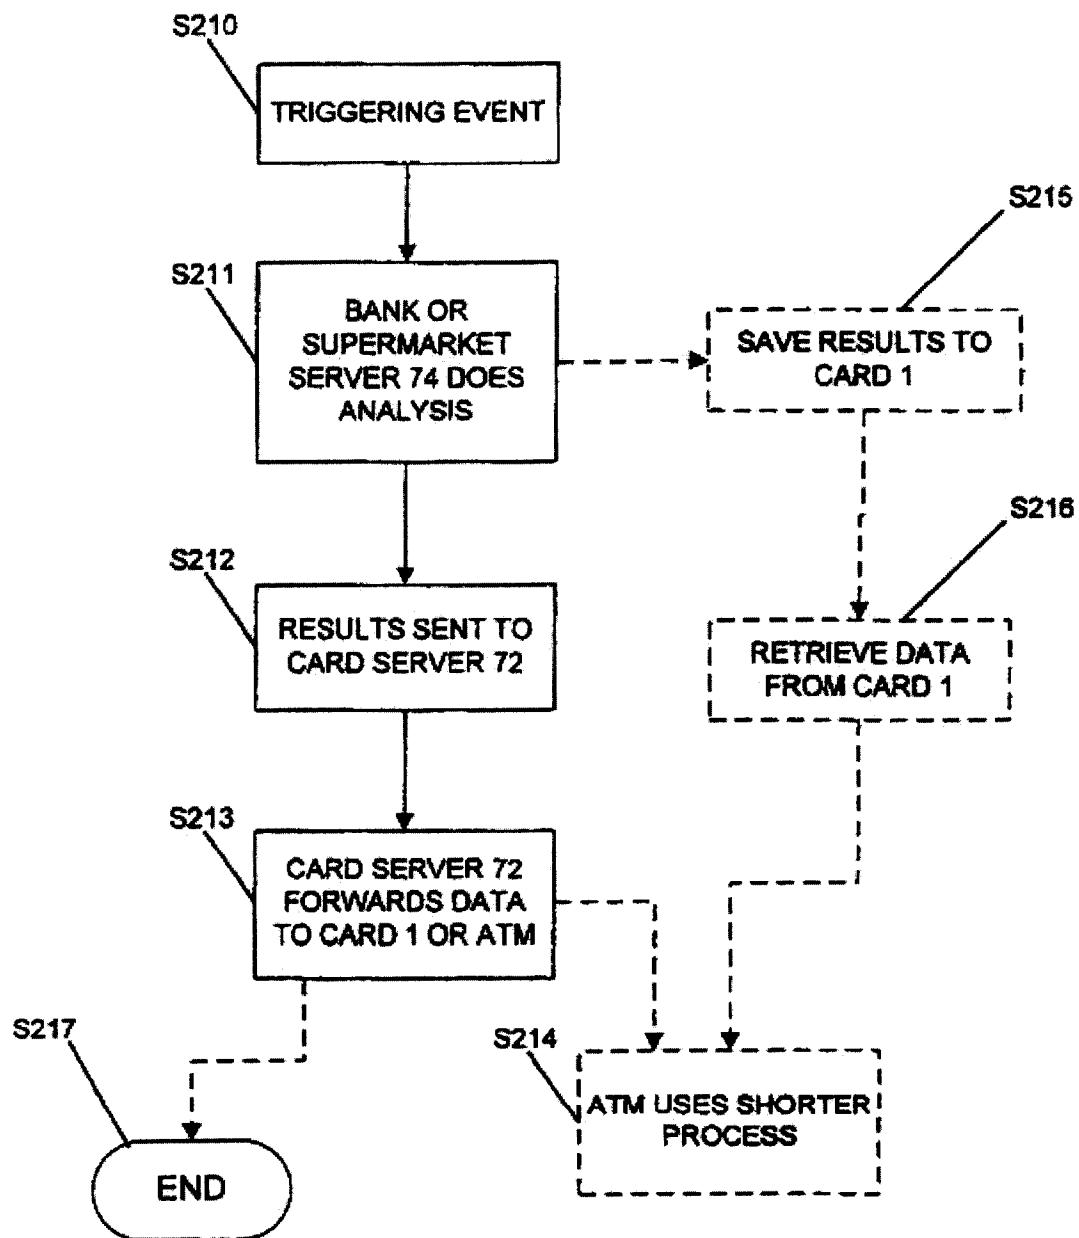 S210
TRIGGERING EVENT
S211
BANK OR
SUPERMARKET
SERVER 74 DOES
ANALYSIS
S215
SAVE RESULTS TO
CARD 1
S212
RESULTS SENT TO
CARD SERVER 72
S216
RETRIEVE DATA
FROM CARD 1
S213
CARD SERVER 72
FORWARDS DATA
TO CARD 1 OR ATM
S217
END
S214
ATM USES SHORTER
PROCESS